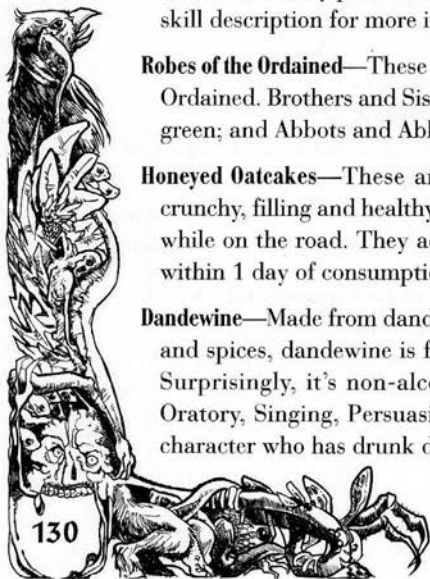 skill description for more i
Robes of the Ordained—These
Ordained. Brothers and Sis
green; and Abbots and Abl
Honeyed Oatcakes—These ar
crunchy, filling and healthy
while on the road. They a
within 1 day of consumptio
Dandewine—Made from dand
and spices, dandewine is f
Surprisingly, it's non-alco
Oratory, Singing, Persuasi
character who has drunk d
130